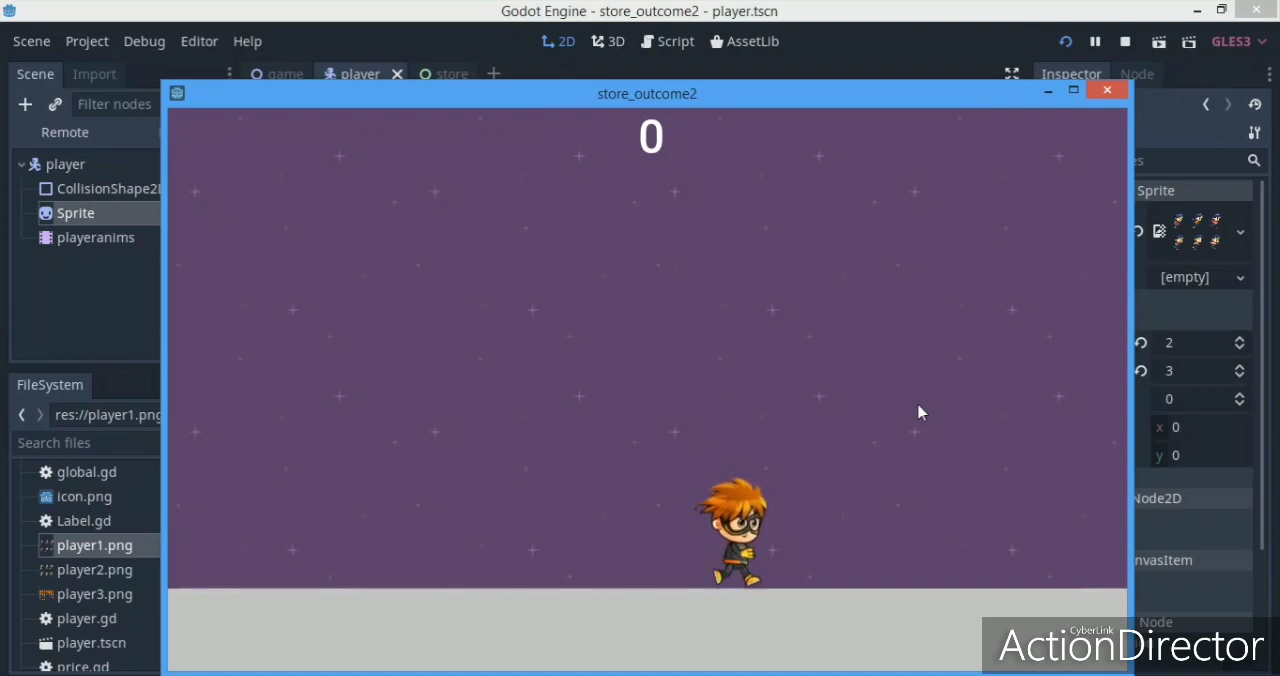 Godot Engine - store_outcome2 - player.tscn
Scene Project Debug Editor Help
2D 3D Script AssetLib
GLES3
Scene Import
game player store
Inspector Node
store_outcome2
Filter nodes
Remote
player
CollisionShape2
Sprite
playeranims
0
Sprite
[empty]
2
3
0
x 0
y 0
Node2D
nvasItem
Node
FileSystem
res://player1.png
Search files
global.gd
icon.png
Label.gd
player1.png
player2.png
player3.png
player.gd
player.tscn
price.gd
CyberLink
ActionDirector